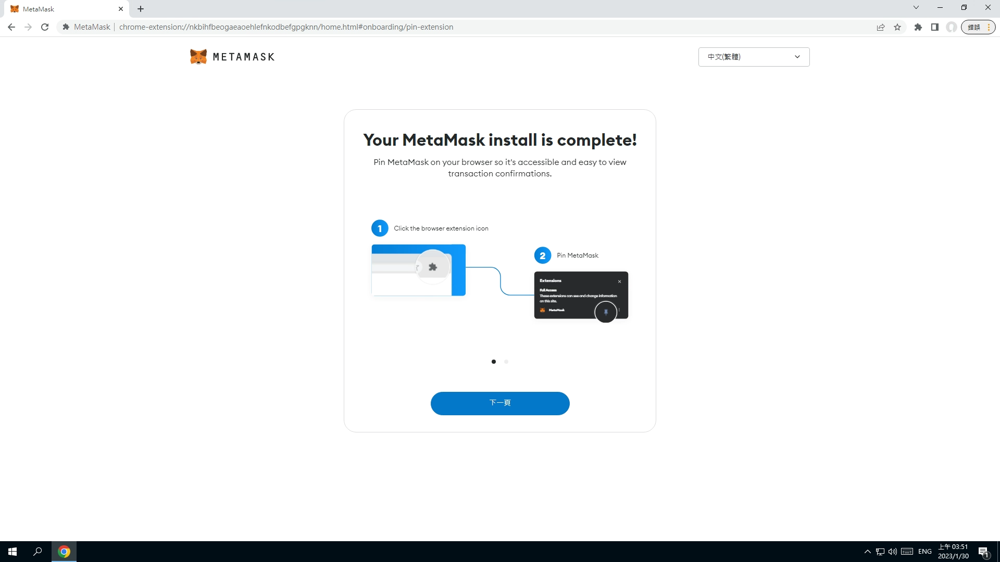 MetaMask
MetaMask
chrome-extension://nkbihfbeogaeaoehlefnkodbefgpgknn/home.html#onboarding/pin-extension
錯誤
METAMASK
中文(繁體)
Your MetaMask install is complete!
Pin MetaMask on your browser so it's accessible and easy to view
transaction confirmations.
1
Click the browser extension icon
2
Pin MetaMask
Extensions
Full Access
These extensions can see and change information
on this site.
MetaMask
下一頁
ENG
上午 03:51
2023/1/30
1